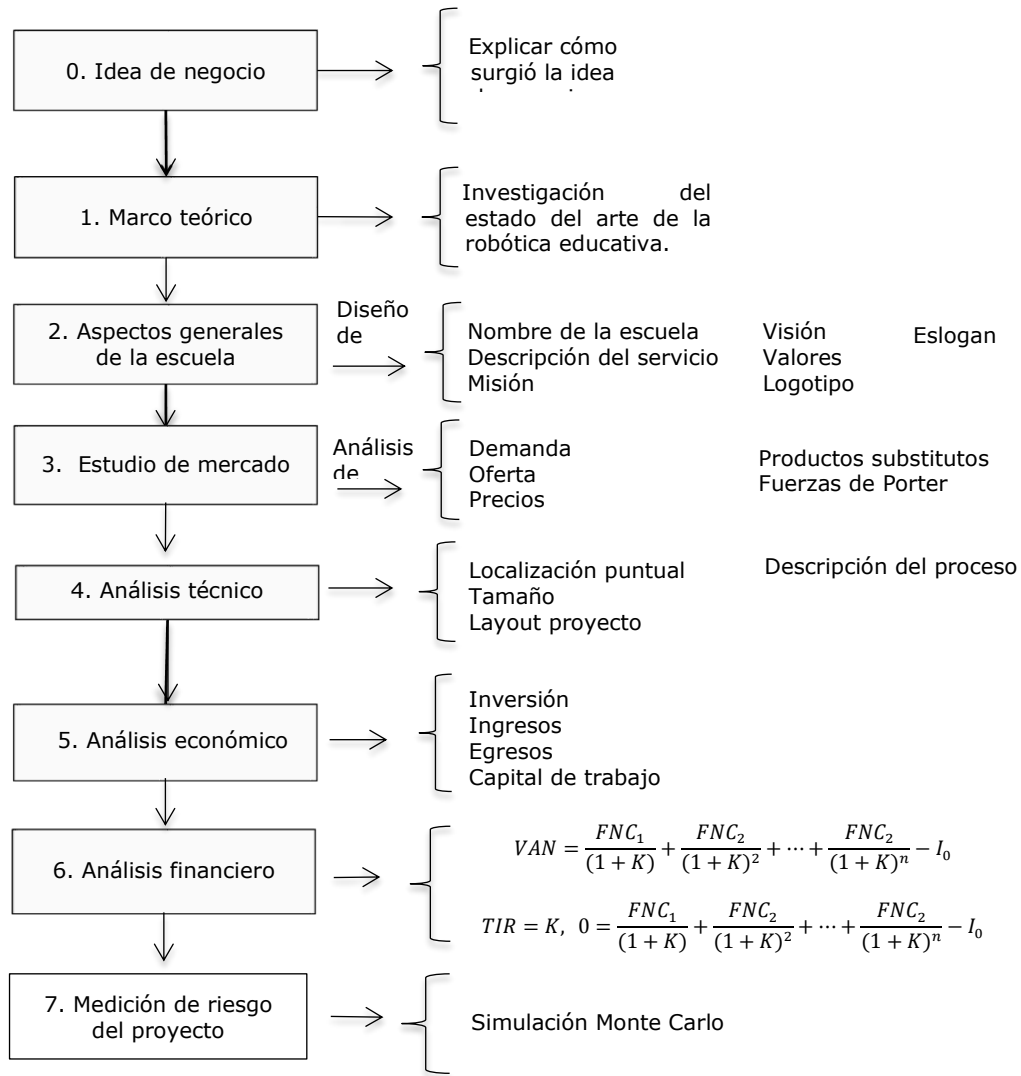 0. Idea de negocio
Explicar cómo
surgió la idea
1. Marco teórico
Investigación del
estado del arte de la
robótica educativa.
2. Aspectos generales
de la escuela
Diseño
de
Nombre de la escuela
Descripción del servicio
Misión
Visión
Valores
Logotipo
Eslogan
3. Estudio de mercado
Análisis
de
Demanda
Oferta
Precios
Productos substitutos
Fuerzas de Porter
4. Análisis técnico
Localización puntual
Tamaño
Layout proyecto
Descripción del proceso
5. Análisis económico
Inversión
Ingresos
Egresos
Capital de trabajo
6. Análisis financiero
VAN = FNC₁/(1 + K) + FNC₂/(1 + K)² + ⋯ + FNC₂/(1 + K)ⁿ − I₀
TIR = K, 0 = FNC₁/(1 + K) + FNC₂/(1 + K)² + ⋯ + FNC₂/(1 + K)ⁿ − I₀
7. Medición de riesgo
del proyecto
Simulación Monte Carlo